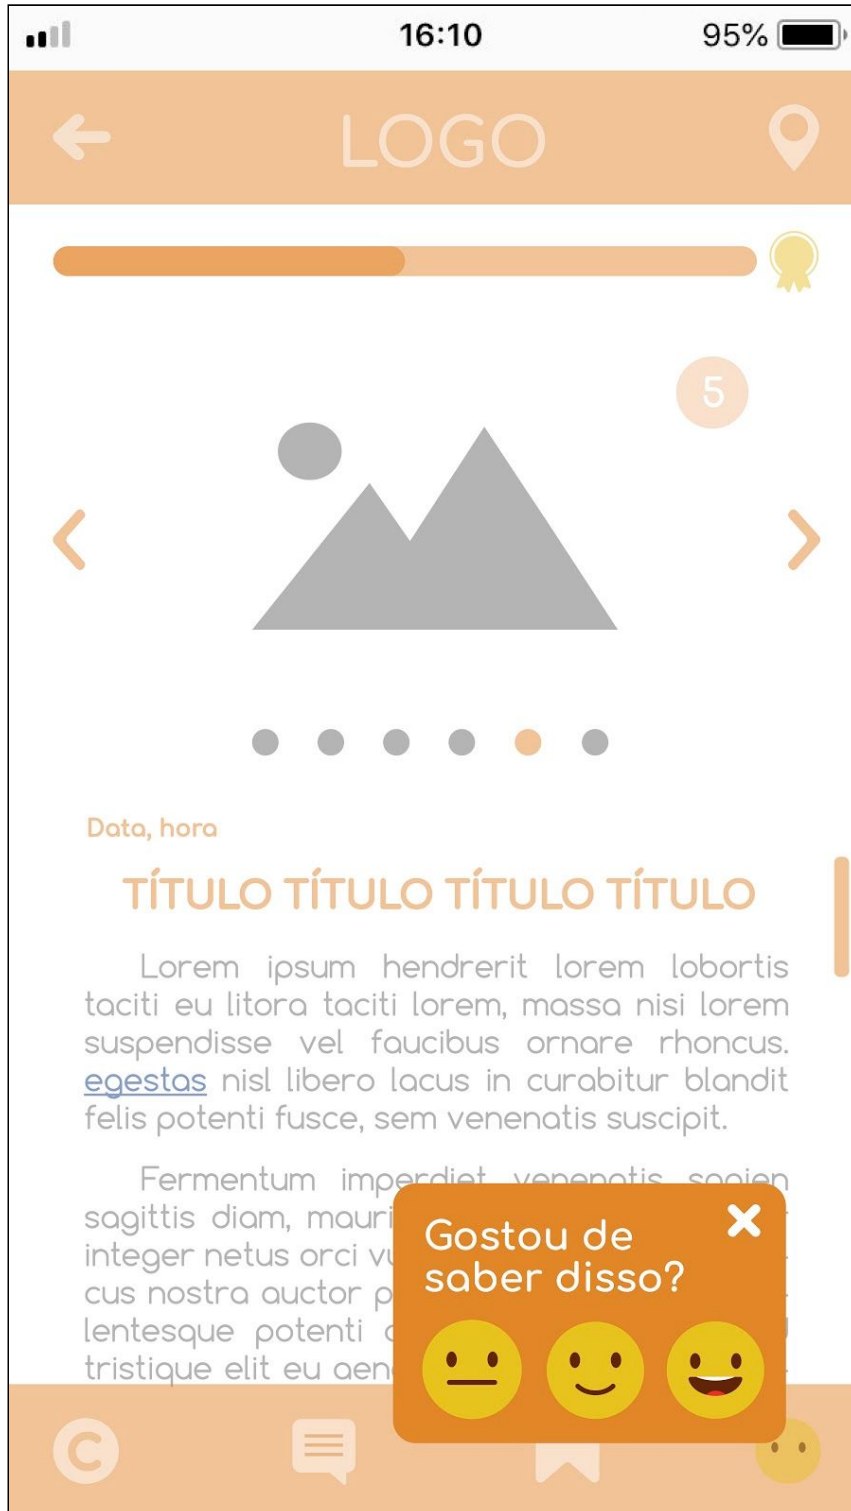 16:10
95%
LOGO
5
Data, hora
TÍTULO TÍTULO TÍTULO TÍTULO
Lorem ipsum hendrerit lorem lobortis
taciti eu litora taciti lorem, massa nisi lorem
suspendisse vel faucibus ornare rhoncus.
egestas nisl libero lacus in curabitur blandit
felis potenti fusce, sem venenatis suscipit.
Fermentum imperdiet venenatis sapien
sagittis diam,
integer netus orci
cus nostra auctor
lentesque potenti
tristique elit eu
Gostou de
saber disso?
C